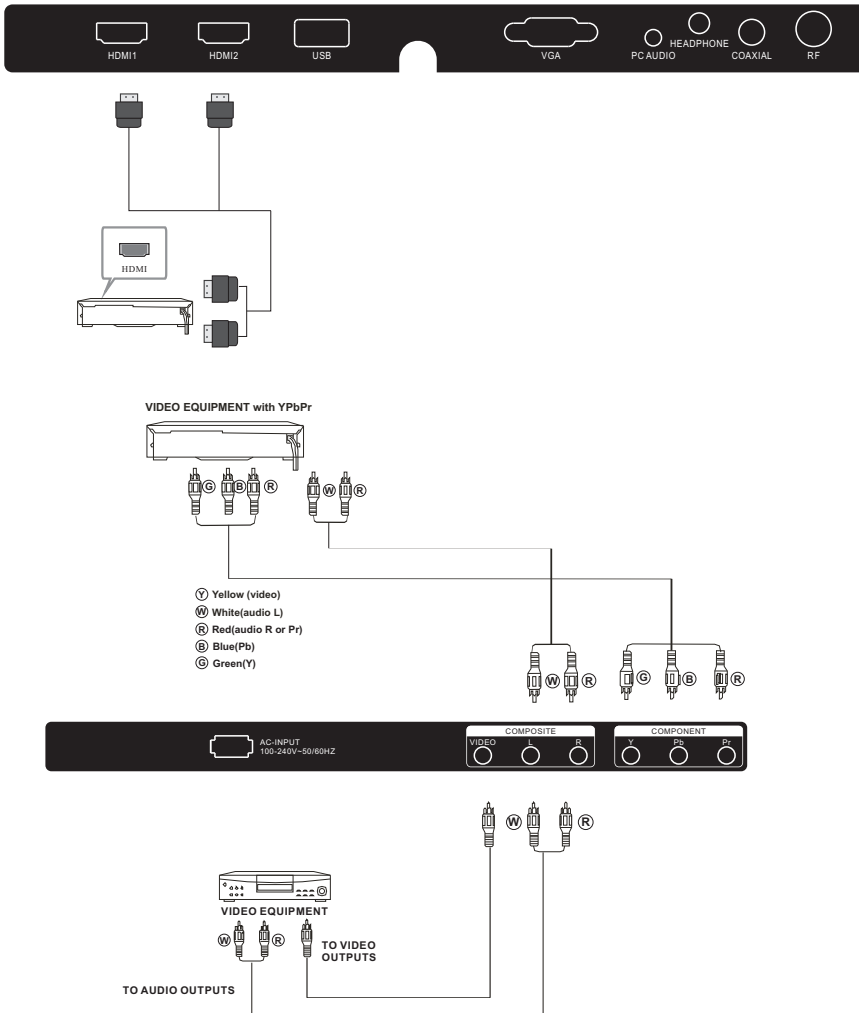 HDMI1 HDMI2 USB VGA PC AUDIO HEADPHONE COAXIAL RF
HDMI
VIDEO EQUIPMENT with YPbPr
G B R W R
Y Yellow (video)
W White(audio L)
R Red(audio R or Pr)
B Blue(Pb)
G Green(Y)
W R G B R
AC-INPUT
100-240V~50/60HZ
COMPOSITE COMPONENT
VIDEO L R Y Pb Pr
W R
VIDEO EQUIPMENT
W R
TO VIDEO
OUTPUTS
TO AUDIO OUTPUTS